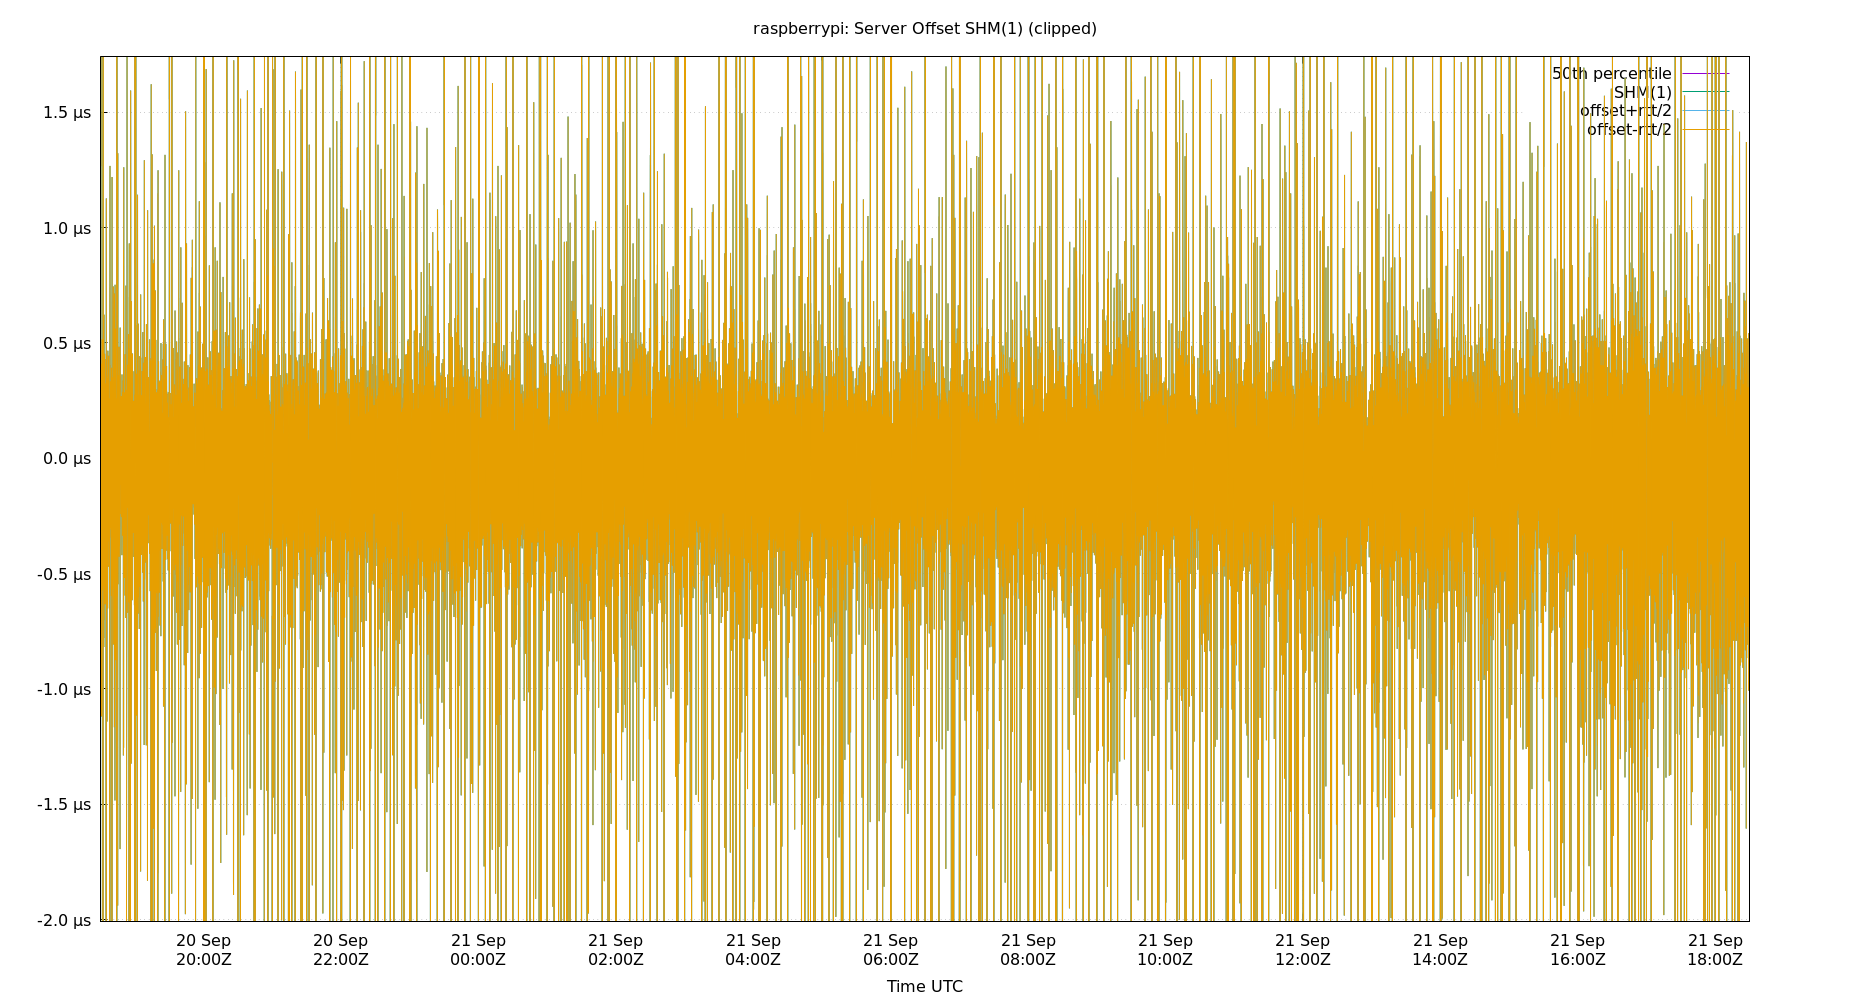 raspberrypi: Server Offset SHM(1) (clipped)
50th percentile
SHM(1)
offset+rtt/2
offset-rtt/2
1.5 µs
1.0 µs
0.5 µs
0.0 µs
-0.5 µs
-1.0 µs
-1.5 µs
-2.0 µs
20 Sep 20 Sep 21 Sep 21 Sep 21 Sep 21 Sep 21 Sep 21 Sep 21 Sep 21 Sep 21 Sep 21 Sep
20:00Z 22:00Z 00:00Z 02:00Z 04:00Z 06:00Z 08:00Z 10:00Z 12:00Z 14:00Z 16:00Z 18:00Z
Time UTC